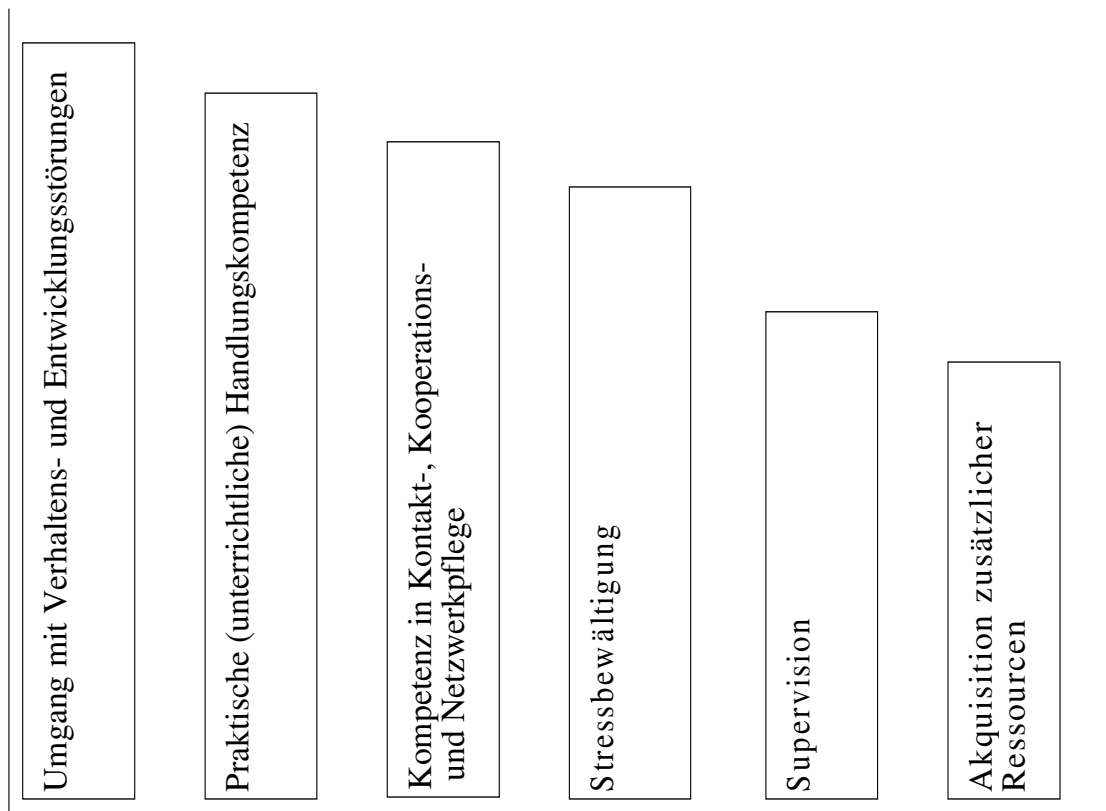 Umgang mit Verhaltens- und Entwicklungsstörungen
Praktische (unterrichtliche) Handlungskompetenz
Kompetenz in Kontakt-, Kooperations-
und Netzwerkpflege
Stressbewältigung
Supervision
Akquisition zusätzlicher
Ressourcen